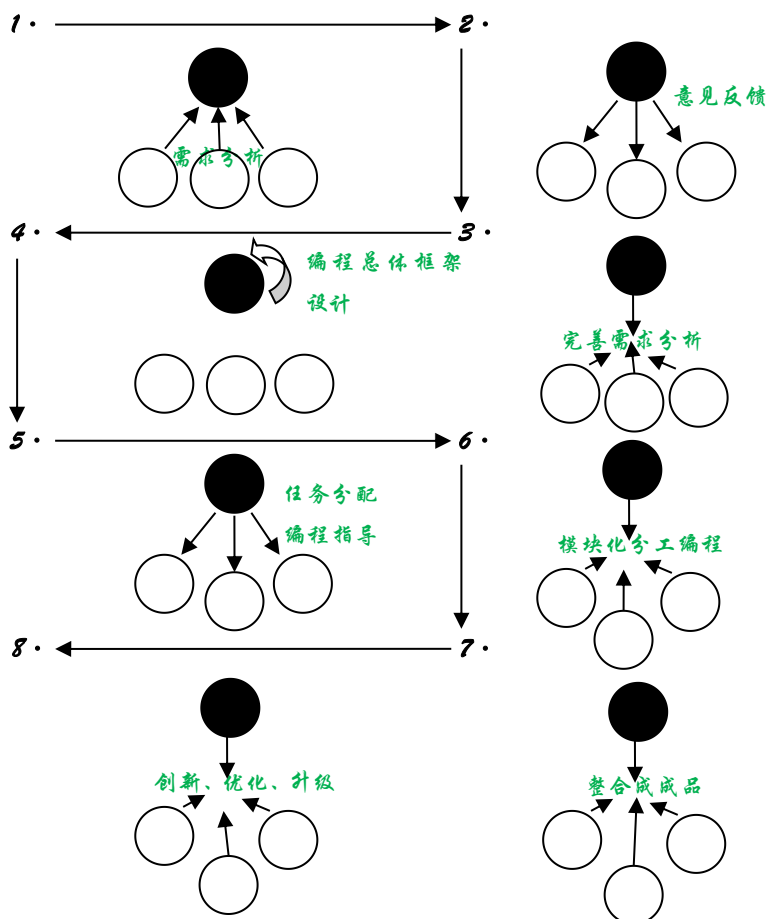 1·
2·
需求分析
意见反馈
4·
3·
编程总体框架
设计
完善需求分析
5·
6·
任务分配
编程指导
模块化分工编程
8·
7·
创新、优化、升级
整合成成品